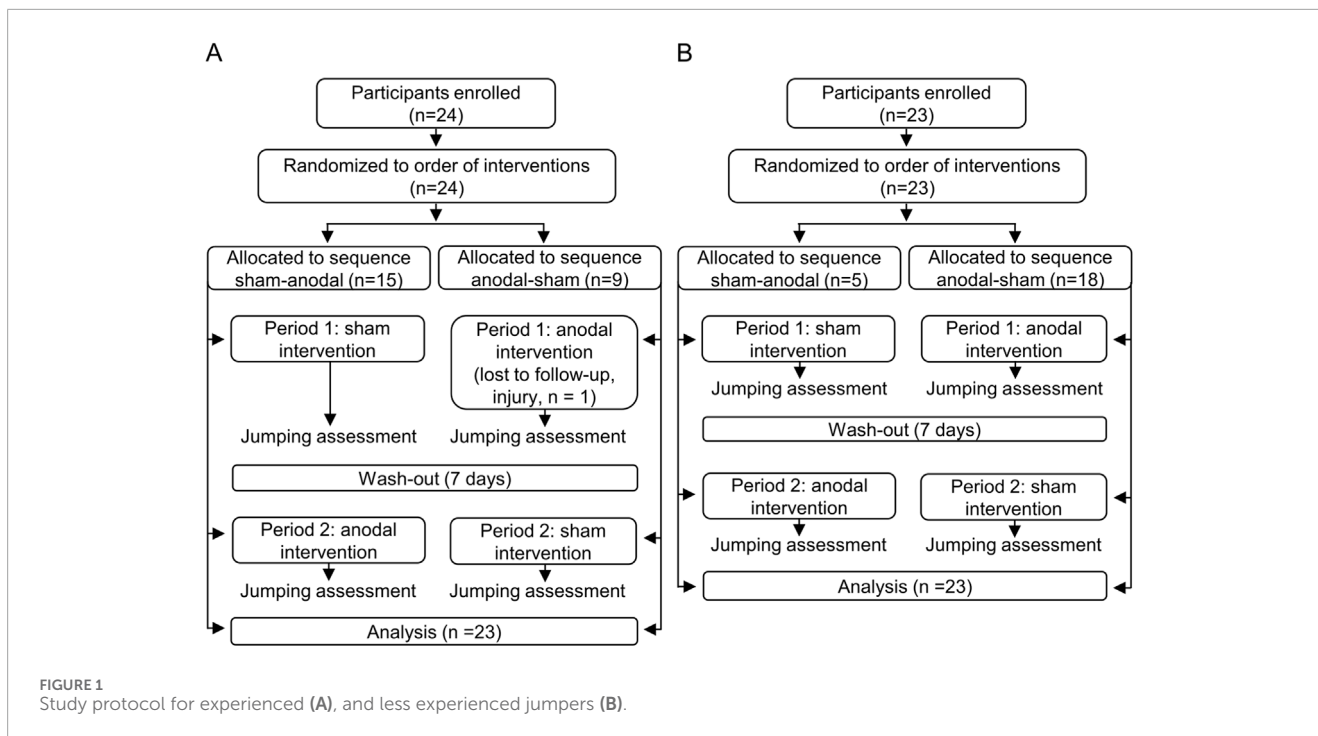 A
Participants enrolled
(n=24)
Randomized to order of interventions
(n=24)
Allocated to sequence
sham-anodal (n=15)
Allocated to sequence
anodal-sham (n=9)
Period 1: sham
intervention
Period 1: anodal
intervention
(lost to follow-up,
injury, n = 1)
Jumping assessment
Jumping assessment
Wash-out (7 days)
Period 2: anodal
intervention
Period 2: sham
intervention
Jumping assessment
Jumping assessment
Analysis (n =23)
B
Participants enrolled
(n=23)
Randomized to order of interventions
(n=23)
Allocated to sequence
sham-anodal (n=5)
Allocated to sequence
anodal-sham (n=18)
Period 1: sham
intervention
Period 1: anodal
intervention
Jumping assessment
Jumping assessment
Wash-out (7 days)
Period 2: anodal
intervention
Period 2: sham
intervention
Jumping assessment
Jumping assessment
Analysis (n =23)
FIGURE 1
Study protocol for experienced (A), and less experienced jumpers (B).